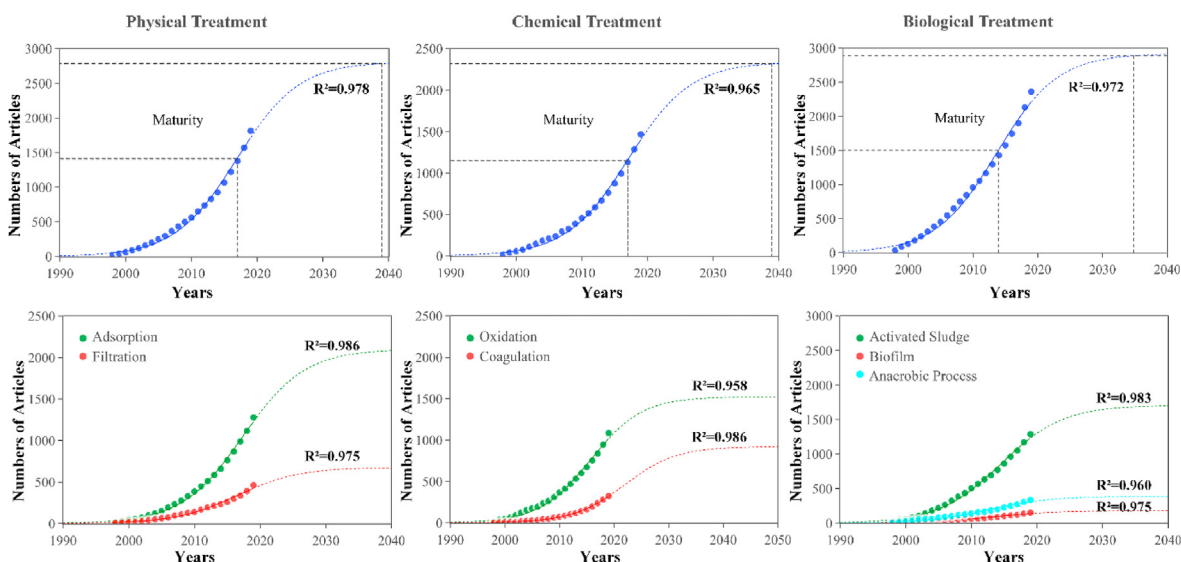 Physical Treatment
Numbers of Articles
3000
2500
2000
1500
1000
500
0
Maturity
R²=0.978
1990 2000 2010 2020 2030 2040
Years
Chemical Treatment
Numbers of Articles
2500
2000
1500
1000
500
0
Maturity
R²=0.965
1990 2000 2010 2020 2030 2040
Years
Biological Treatment
Numbers of Articles
3000
2500
2000
1500
1000
500
0
Maturity
R²=0.972
1990 2000 2010 2020 2030 2040
Years
Numbers of Articles
2500
2000
1500
1000
500
0
Adsorption
Filtration
R²=0.986
R²=0.975
1990 2000 2010 2020 2030 2040
Years
Numbers of Articles
2500
2000
1500
1000
500
0
Oxidation
Coagulation
R²=0.958
R²=0.986
1990 2000 2010 2020 2030 2040 2050
Years
Numbers of Articles
3000
2500
2000
1500
1000
500
0
Activated Sludge
Biofilm
Anaerobic Process
R²=0.983
R²=0.960
R²=0.975
1990 2000 2010 2020 2030 2040
Years